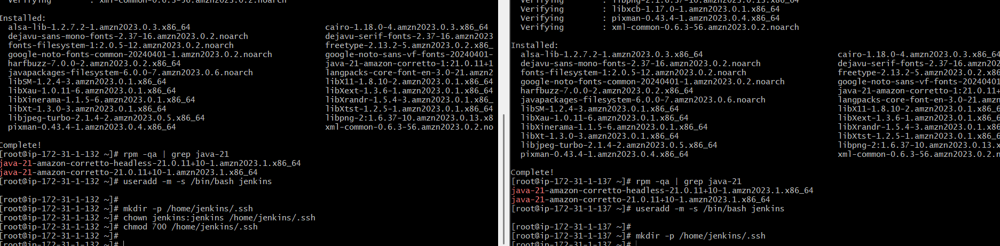 Verifying : xml-common-0.6.3-56.amzn2023.0.2.noarch
Installed:
alsa-lib-1.2.7.2-1.amzn2023.0.3.x86_64 cairo-1.18.0-4.amzn2023.0.3.x86_64
dejavu-sans-mono-fonts-2.37-16.amzn2023.0.2.noarch dejavu-serif-fonts-2.37-16.amzn2023
fonts-filesystem-1:2.0.5-12.amzn2023.0.2.noarch freetype-2.13.2-5.amzn2023.0.2.x86_
google-noto-fonts-common-20240401-1.amzn2023.0.2.noarch google-noto-sans-vf-fonts-20240401-
harfbuzz-7.0.0-2.amzn2023.0.2.x86_64 java-21-amazon-corretto-1:21.0.11+1
javapackages-filesystem-6.0.0-7.amzn2023.0.6.noarch langpacks-core-font-en-3.0-21.amzn2
libSM-1.2.4-3.amzn2023.0.1.x86_64 libX11-1.8.10-2.amzn2023.0.1.x86_64
libXau-1.0.11-6.amzn2023.0.1.x86_64 libXext-1.3.6-1.amzn2023.0.1.x86_64
libXinerama-1.1.5-6.amzn2023.0.1.x86_64 libXrandr-1.5.4-3.amzn2023.0.1.x86_
libXt-1.3.0-3.amzn2023.0.1.x86_64 libXtst-1.2.5-1.amzn2023.0.1.x86_64
libjpeg-turbo-2.1.4-2.amzn2023.0.5.x86_64 libpng-2:1.6.37-10.amzn2023.0.13.x8
pixman-0.43.4-1.amzn2023.0.4.x86_64 xml-common-0.6.3-56.amzn2023.0.2.no
Complete!
[root@ip-172-31-1-132 ~]# rpm -qa | grep java-21
java-21-amazon-corretto-headless-21.0.11+10-1.amzn2023.1.x86_64
java-21-amazon-corretto-21.0.11+10-1.amzn2023.1.x86_64
[root@ip-172-31-1-132 ~]# useradd -m -s /bin/bash jenkins
[root@ip-172-31-1-132 ~]#
[root@ip-172-31-1-132 ~]# mkdir -p /home/jenkins/.ssh
[root@ip-172-31-1-132 ~]# chown jenkins:jenkins /home/jenkins/.ssh
[root@ip-172-31-1-132 ~]# chmod 700 /home/jenkins/.ssh
[root@ip-172-31-1-132 ~]#
[root@ip-172-31-1-132 ~]#
Verifying : libpng-2:1.6.37-10.amzn2023.0.13.x86_64
Verifying : libxcb-1.17.0-1.amzn2023.0.1.x86_64
Verifying : pixman-0.43.4-1.amzn2023.0.4.x86_64
Verifying : xml-common-0.6.3-56.amzn2023.0.2.noarch
Installed:
alsa-lib-1.2.7.2-1.amzn2023.0.3.x86_64 cairo-1.18.0-4.amzn2023.0.3.x86_64
dejavu-sans-mono-fonts-2.37-16.amzn2023.0.2.noarch dejavu-serif-fonts-2.37-16.amzn2023
fonts-filesystem-1:2.0.5-12.amzn2023.0.2.noarch freetype-2.13.2-5.amzn2023.0.2.x86
google-noto-fonts-common-20240401-1.amzn2023.0.2.noarch google-noto-sans-vf-fonts-20240401
harfbuzz-7.0.0-2.amzn2023.0.2.x86_64 java-21-amazon-corretto-1:21.0.11+
javapackages-filesystem-6.0.0-7.amzn2023.0.6.noarch langpacks-core-font-en-3.0-21.amzn
libSM-1.2.4-3.amzn2023.0.1.x86_64 libX11-1.8.10-2.amzn2023.0.1.x86_6
libXau-1.0.11-6.amzn2023.0.1.x86_64 libXext-1.3.6-1.amzn2023.0.1.x86_6
libXinerama-1.1.5-6.amzn2023.0.1.x86_64 libXrandr-1.5.4-3.amzn2023.0.1.x86
libXt-1.3.0-3.amzn2023.0.1.x86_64 libXtst-1.2.5-1.amzn2023.0.1.x86_6
libjpeg-turbo-2.1.4-2.amzn2023.0.5.x86_64 libpng-2:1.6.37-10.amzn2023.0.13.x
pixman-0.43.4-1.amzn2023.0.4.x86_64 xml-common-0.6.3-56.amzn2023.0.2.n
Complete!
[root@ip-172-31-1-137 ~]# rpm -qa | grep java-21
java-21-amazon-corretto-headless-21.0.11+10-1.amzn2023.1.x86_64
java-21-amazon-corretto-21.0.11+10-1.amzn2023.1.x86_64
[root@ip-172-31-1-137 ~]# useradd -m -s /bin/bash jenkins
[root@ip-172-31-1-137 ~]#
[root@ip-172-31-1-137 ~]# mkdir -p /home/jenkins/.ssh
[root@ip-172-31-1-137 ~]#